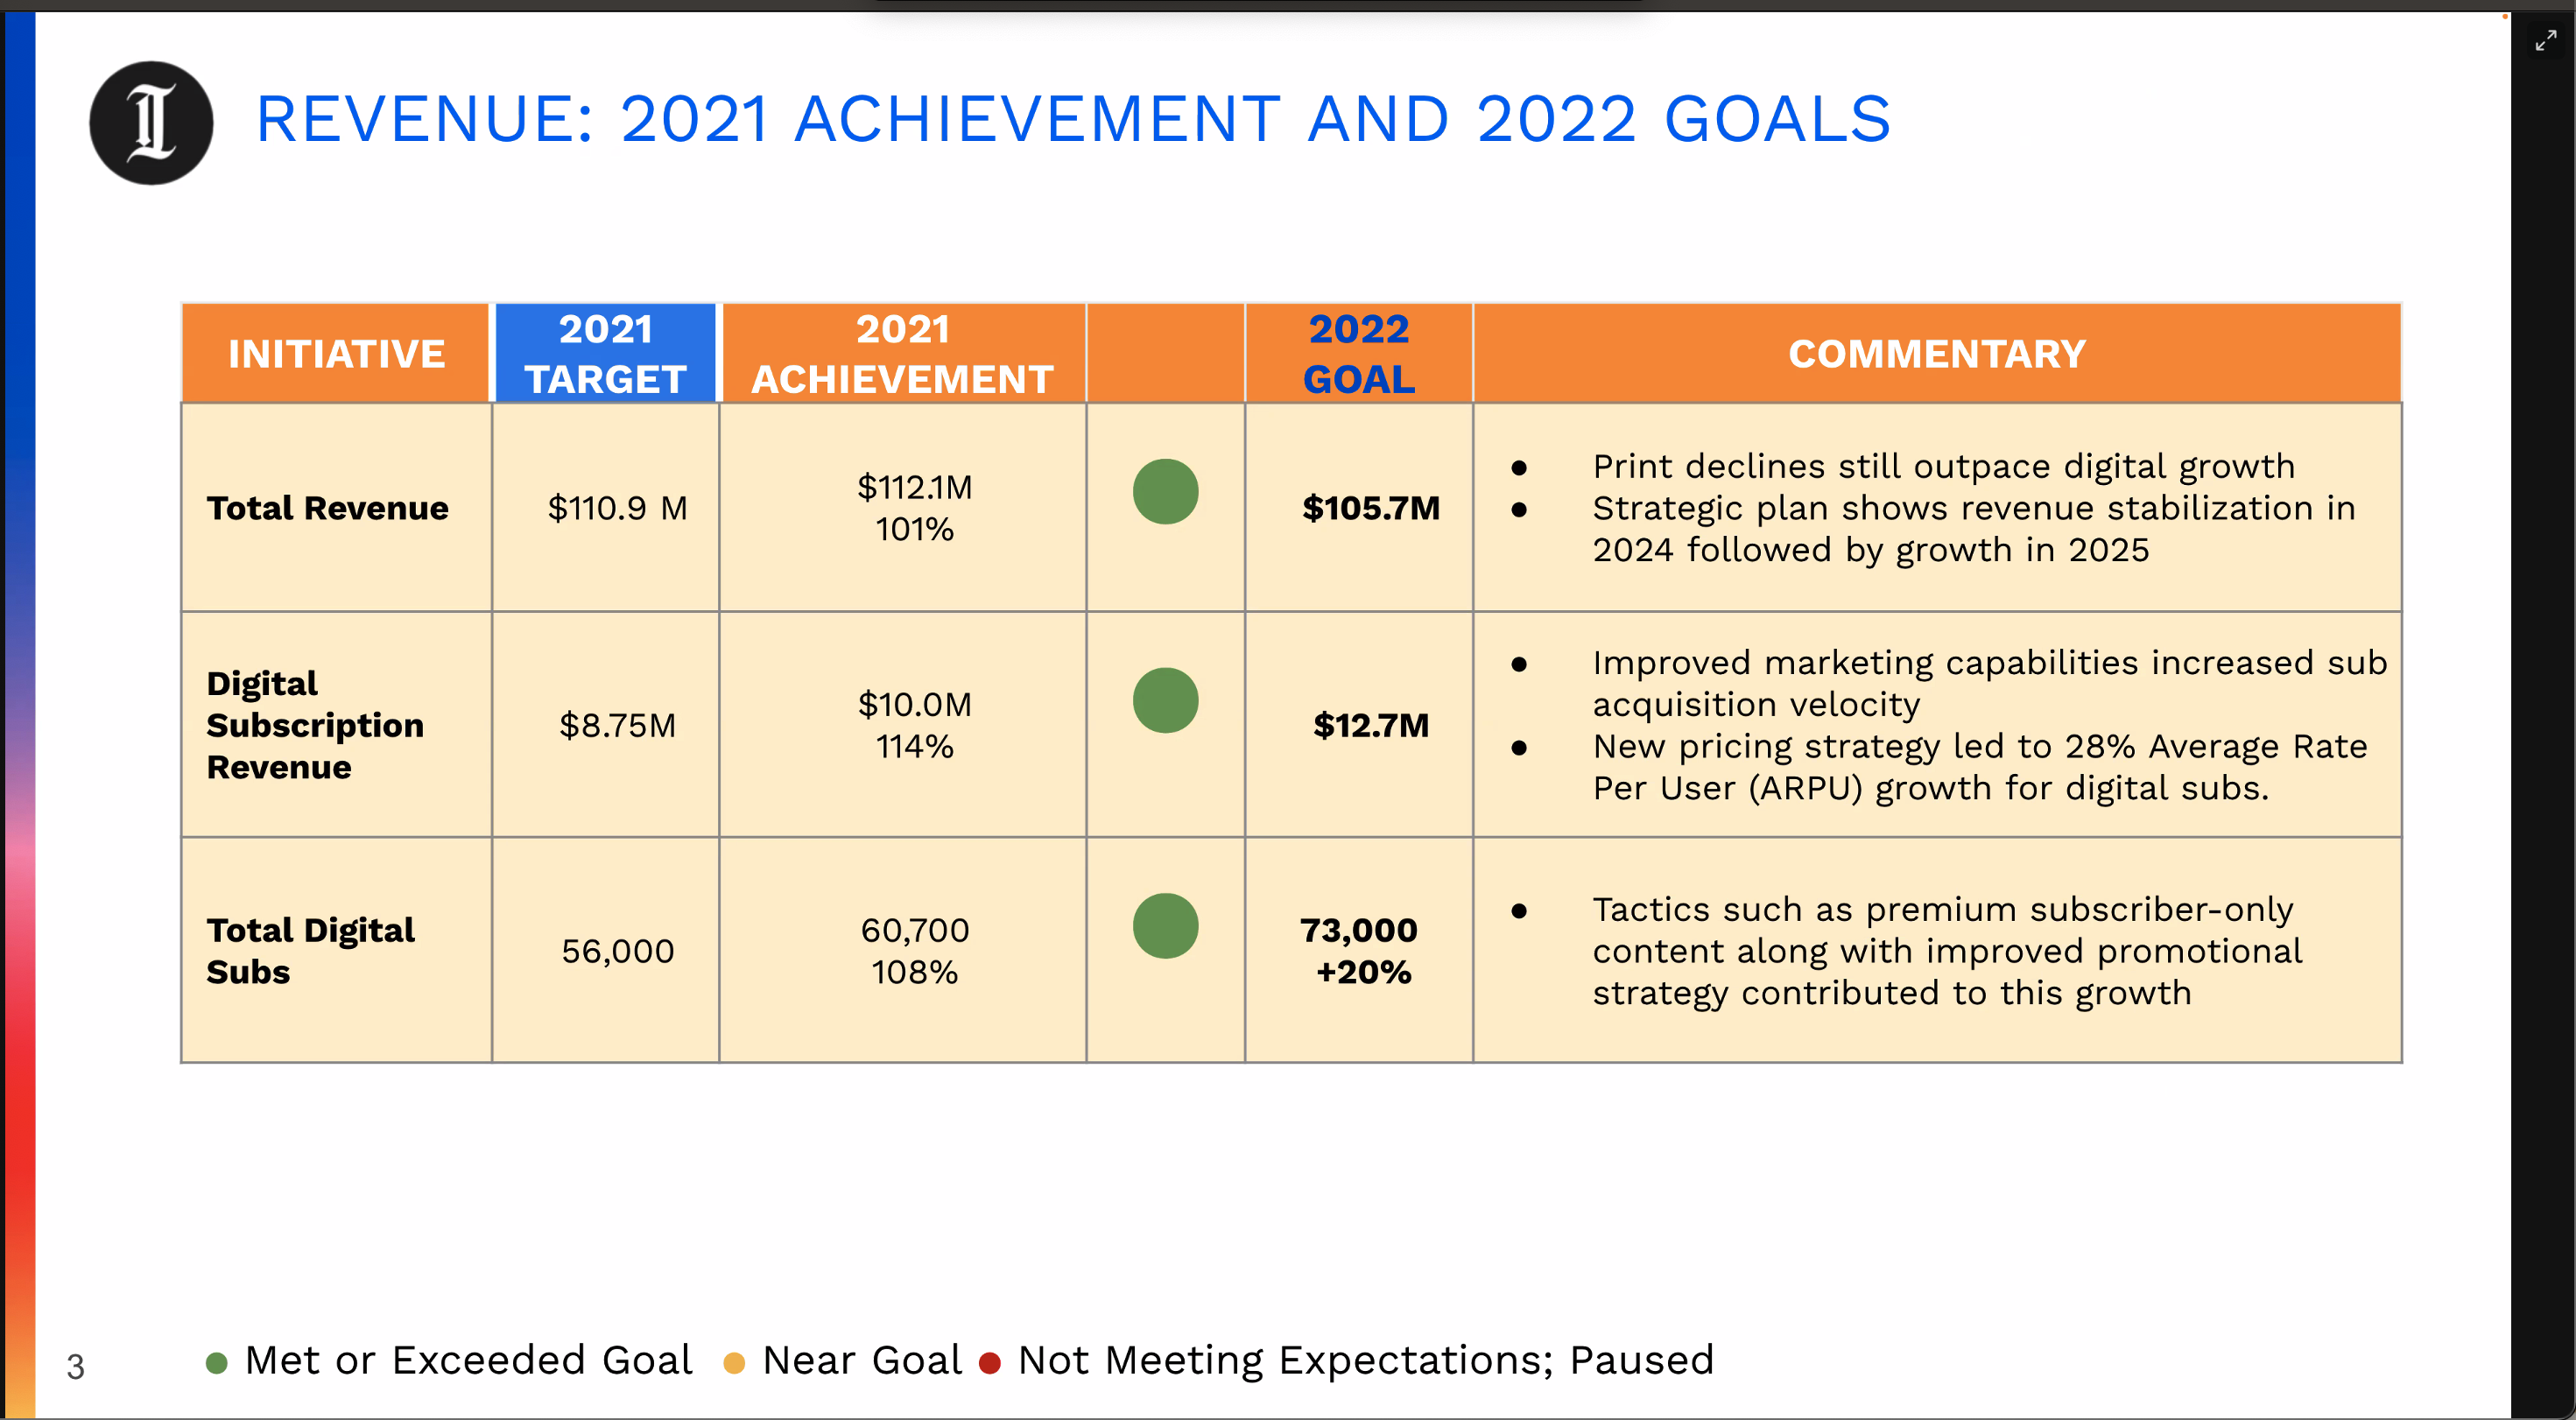 I
REVENUE: 2021 ACHIEVEMENT AND 2022 GOALS
INITIATIVE
2021
TARGET
2021
ACHIEVEMENT
2022
GOAL
COMMENTARY
Total Revenue
$110.9 M
$112.1M
101%
$105.7M
● Print declines still outpace digital growth
● Strategic plan shows revenue stabilization in
2024 followed by growth in 2025
Digital
Subscription
Revenue
$8.75M
$10.0M
114%
$12.7M
● Improved marketing capabilities increased sub
acquisition velocity
● New pricing strategy led to 28% Average Rate
Per User (ARPU) growth for digital subs.
Total Digital
Subs
56,000
60,700
108%
73,000
+20%
● Tactics such as premium subscriber-only
content along with improved promotional
strategy contributed to this growth
3
Met or Exceeded Goal Near Goal Not Meeting Expectations; Paused